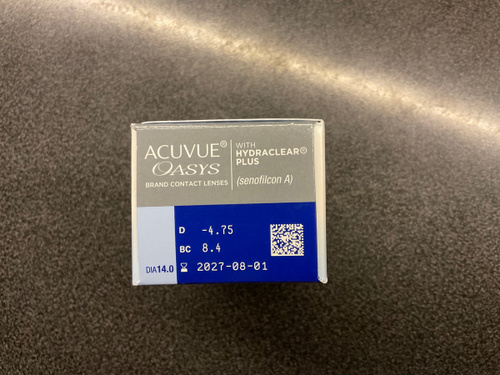 ACUVUE®
OASYS
BRAND CONTACT LENSES
WITH
HYDRACLEAR®
PLUS
(senofilcon A)
D -4.75
BC 8.4
DIA14.0
2027-08-01